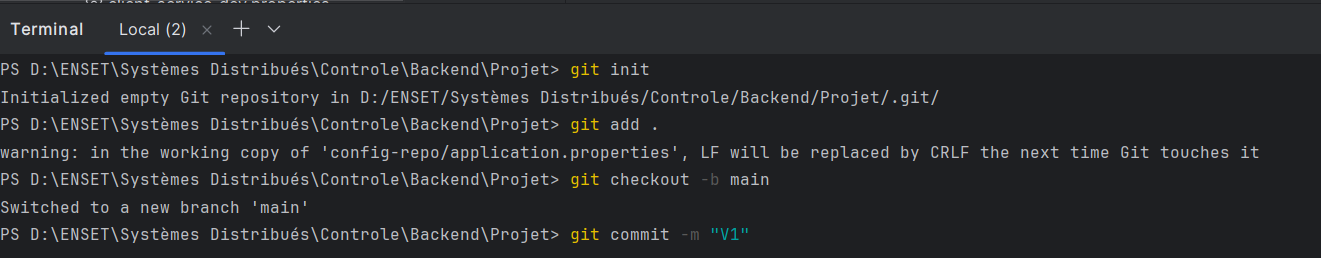 client-service-dev.properties
Terminal Local (2) ×
PS D:\ENSET\Systèmes Distribués\Controle\Backend\Projet> git init
Initialized empty Git repository in D:/ENSET/Systèmes Distribués/Controle/Backend/Projet/.git/
PS D:\ENSET\Systèmes Distribués\Controle\Backend\Projet> git add .
warning: in the working copy of 'config-repo/application.properties', LF will be replaced by CRLF the next time Git touches it
PS D:\ENSET\Systèmes Distribués\Controle\Backend\Projet> git checkout -b main
Switched to a new branch 'main'
PS D:\ENSET\Systèmes Distribués\Controle\Backend\Projet> git commit -m "V1"